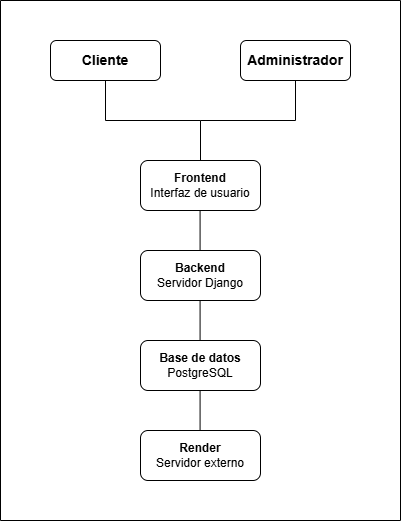 Cliente
Administrador
Frontend
Interfaz de usuario
Backend
Servidor Django
Base de datos
PostgreSQL
Render
Servidor externo